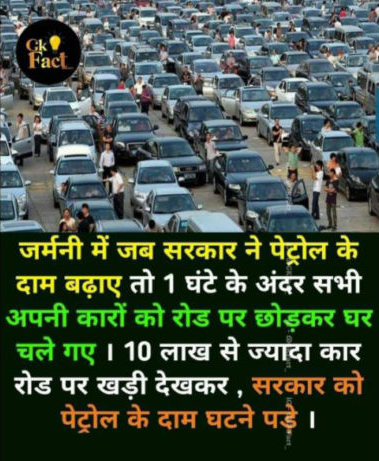 Gk
Fact
जर्मनी में जब सरकार ने पेट्रोल के
दाम बढ़ाए तो 1 घंटे के अंदर सभी
अपनी कारों को रोड पर छोड़कर घर
चले गए । 10 लाख से ज्यादा कार
रोड पर खड़ी देखकर , सरकार को
पेट्रोल के दाम घटने पड़े ।